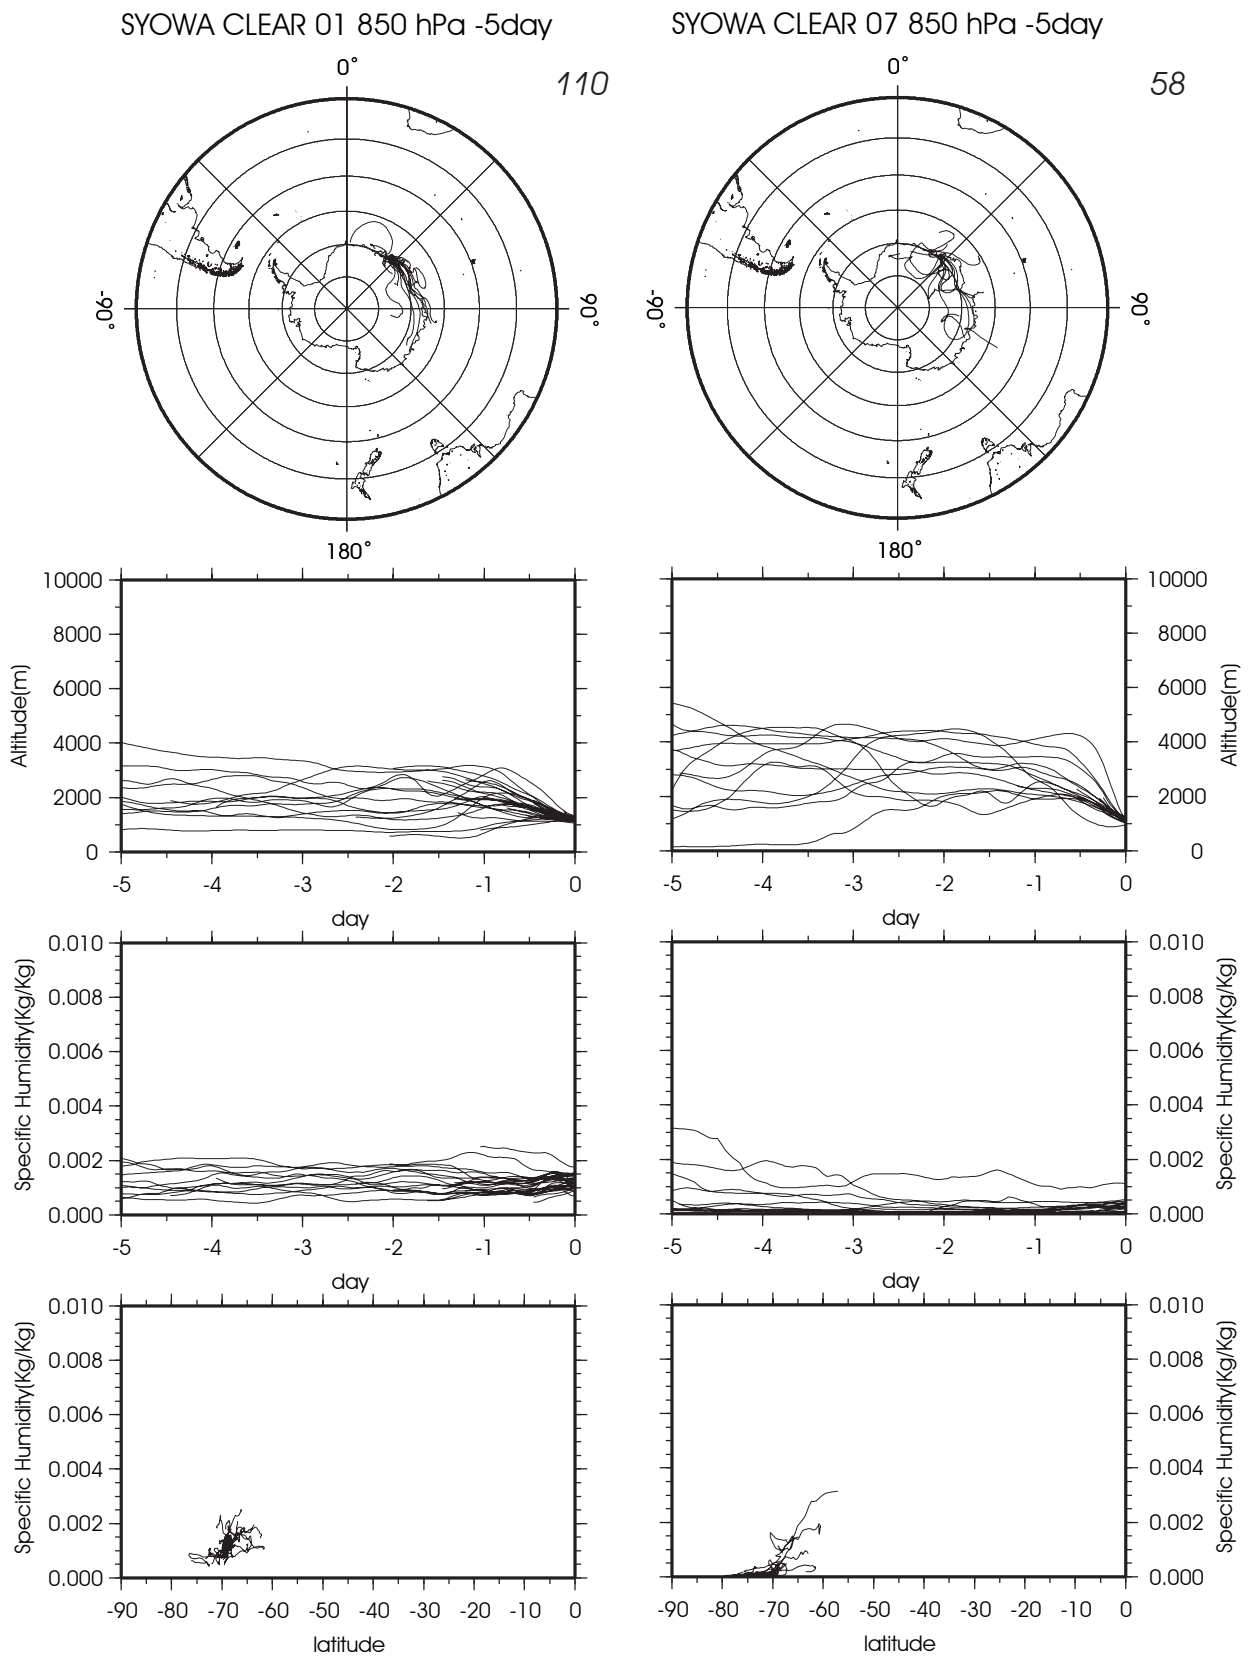 SYOWA CLEAR 01 850 hPa -5day
SYOWA CLEAR 07 850 hPa -5day
0°
110
0°
58
-90°
90°
-90°
90°
180°
180°
10000
8000
6000
4000
2000
0
Altitude(m)
-5 -4 -3 -2 -1 0
day
10000
8000
6000
4000
2000
0
Altitude(m)
-5 -4 -3 -2 -1 0
day
0.010
0.008
0.006
0.004
0.002
0.000
Specific Humidity(Kg/Kg)
-5 -4 -3 -2 -1 0
day
0.010
0.008
0.006
0.004
0.002
0.000
Specific Humidity(Kg/Kg)
-5 -4 -3 -2 -1 0
day
0.010
0.008
0.006
0.004
0.002
0.000
Specific Humidity(Kg/Kg)
-90 -80 -70 -60 -50 -40 -30 -20 -10 0
latitude
0.010
0.008
0.006
0.004
0.002
0.000
Specific Humidity(Kg/Kg)
-90 -80 -70 -60 -50 -40 -30 -20 -10 0
latitude